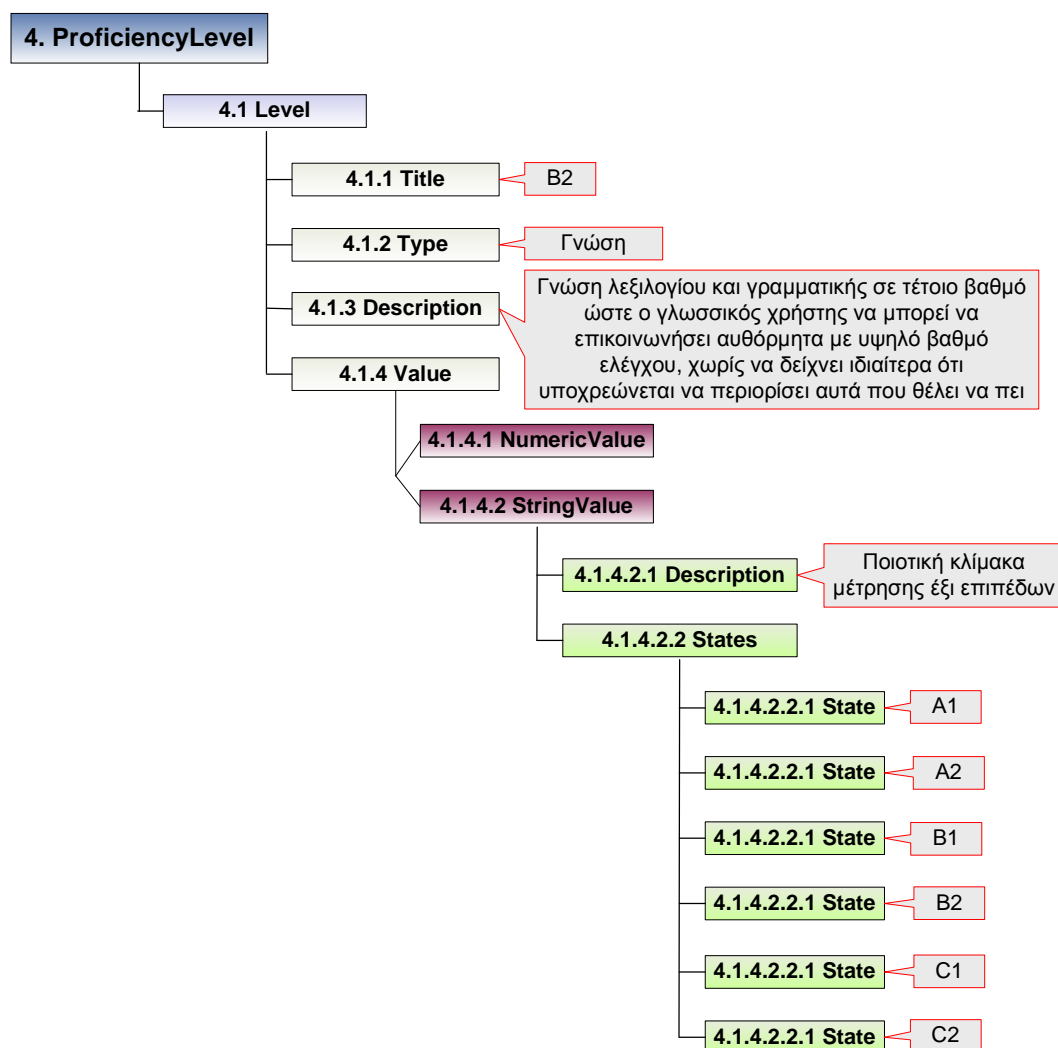 4. ProficiencyLevel
4.1 Level
4.1.1 Title
B2
4.1.2 Type
Γνώση
4.1.3 Description
Γνώση λεξιλογίου και γραμματικής σε τέτοιο βαθμό
ώστε ο γλωσσικός χρήστης να μπορεί να
επικοινωνήσει αυθόρμητα με υψηλό βαθμό
ελέγχου, χωρίς να δείχνει ιδιαίτερα ότι
υποχρεώνεται να περιορίσει αυτά που θέλει να πει
4.1.4 Value
4.1.4.1 NumericValue
4.1.4.2 StringValue
4.1.4.2.1 Description
Ποιοτική κλίμακα
μέτρησης έξι επιπέδων
4.1.4.2.2 States
4.1.4.2.2.1 State
A1
4.1.4.2.2.1 State
A2
4.1.4.2.2.1 State
B1
4.1.4.2.2.1 State
B2
4.1.4.2.2.1 State
C1
4.1.4.2.2.1 State
C2